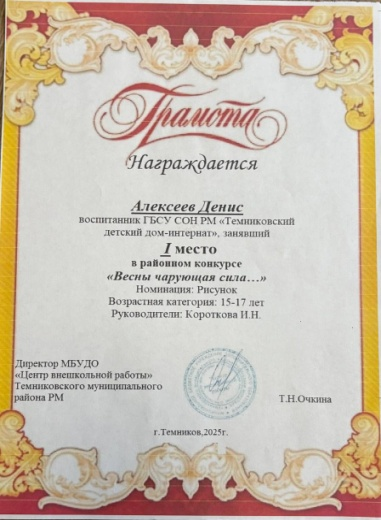 Грамота
Награждается
Алексеев Денис
воспитанник ГБСУ СОН РМ «Темниковский
детский дом-интернат», занявший
I место
в районном конкурсе
«Весны чарующая сила…»
Номинация: Рисунок
Возрастная категория: 15-17 лет
Руководители: Короткова И.Н.
Директор МБУДО
«Центр внешкольной работы»
Темниковского муниципального
района РМ
Т.Н.Очкина
г.Темников,2025г.